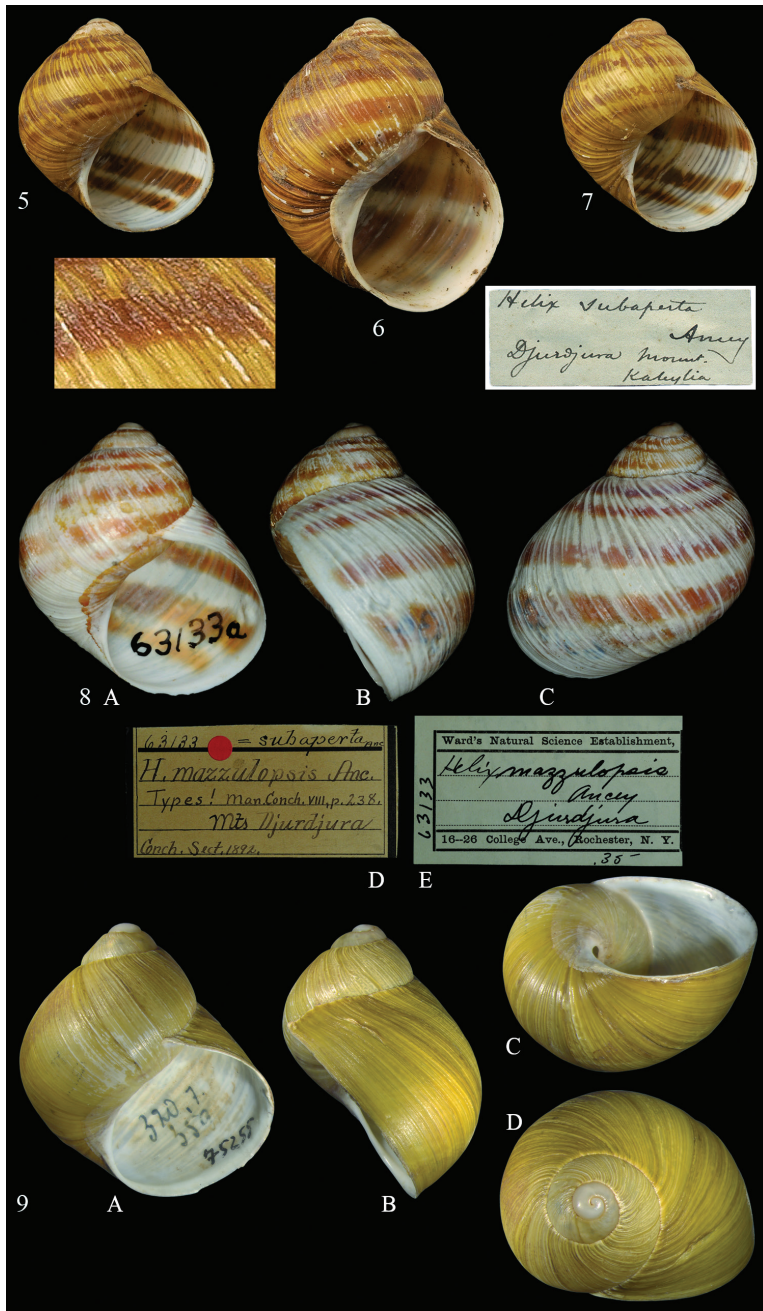 5
6
7
Helix subaperta
Ancey
Djurdjura Mount.
Kabylia
63133a
8 A
B
C
63133 = subaperta Anc.
H. mazzulopsis Anc.
Types! Man. Conch. VIII, p. 238.
Mts Djurdjura
Conch. Sect. 1892.
D
Ward's Natural Science Establishment,
Helix mazzulopsis
Ancey
Djurdjura
16–26 College Ave., Rochester, N. Y.
.35
63133
E
9
A
B
C
D